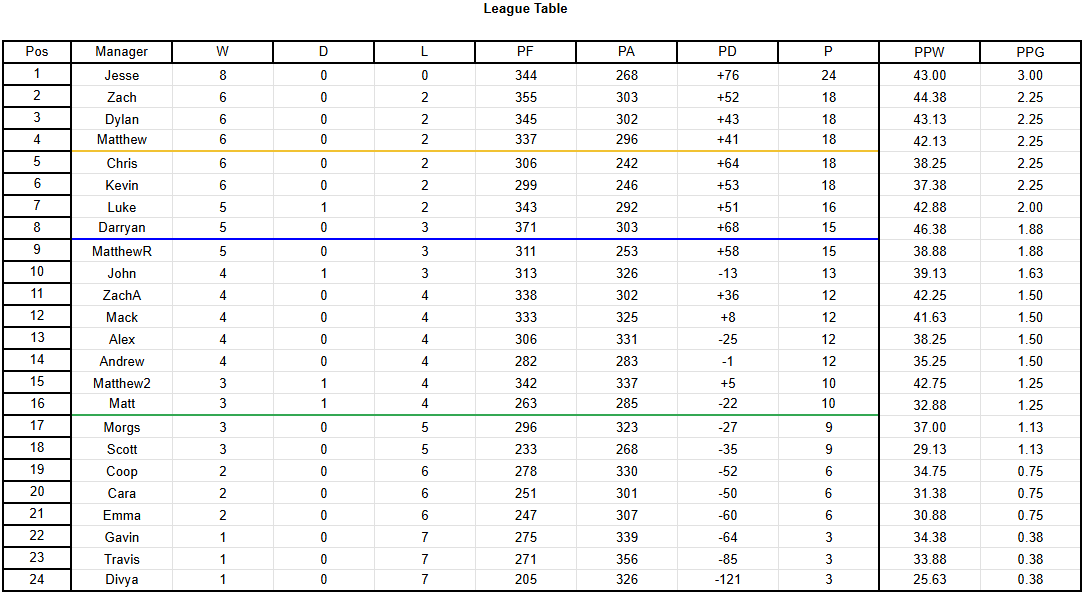 League Table
Pos Manager W D L PF PA PD P PPW PPG
1 Jesse 8 0 0 344 268 +76 24 43.00 3.00
2 Zach 6 0 2 355 303 +52 18 44.38 2.25
3 Dylan 6 0 2 345 302 +43 18 43.13 2.25
4 Matthew 6 0 2 337 296 +41 18 42.13 2.25
5 Chris 6 0 2 306 242 +64 18 38.25 2.25
6 Kevin 6 0 2 299 246 +53 18 37.38 2.25
7 Luke 5 1 2 343 292 +51 16 42.88 2.00
8 Darryan 5 0 3 371 303 +68 15 46.38 1.88
9 MatthewR 5 0 3 311 253 +58 15 38.88 1.88
10 John 4 1 3 313 326 -13 13 39.13 1.63
11 ZachA 4 0 4 338 302 +36 12 42.25 1.50
12 Mack 4 0 4 333 325 +8 12 41.63 1.50
13 Alex 4 0 4 306 331 -25 12 38.25 1.50
14 Andrew 4 0 4 282 283 -1 12 35.25 1.50
15 Matthew2 3 1 4 342 337 +5 10 42.75 1.25
16 Matt 3 1 4 263 285 -22 10 32.88 1.25
17 Morgs 3 0 5 296 323 -27 9 37.00 1.13
18 Scott 3 0 5 233 268 -35 9 29.13 1.13
19 Coop 2 0 6 278 330 -52 6 34.75 0.75
20 Cara 2 0 6 251 301 -50 6 31.38 0.75
21 Emma 2 0 6 247 307 -60 6 30.88 0.75
22 Gavin 1 0 7 275 339 -64 3 34.38 0.38
23 Travis 1 0 7 271 356 -85 3 33.88 0.38
24 Divya 1 0 7 205 326 -121 3 25.63 0.38